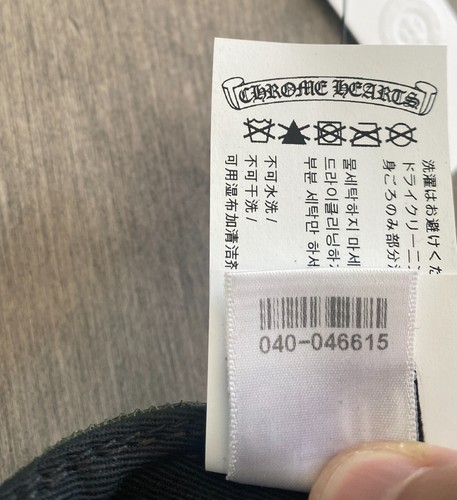 CHROME HEARTS
洗濯はお避けくだ
ドライクリーニン
身ごろのみ部分
물세탁하지 마세
드라이클리닝하
부분 세탁만 하세
不可水洗 /
不可干洗 /
可用湿布加清洁剂
040-046615